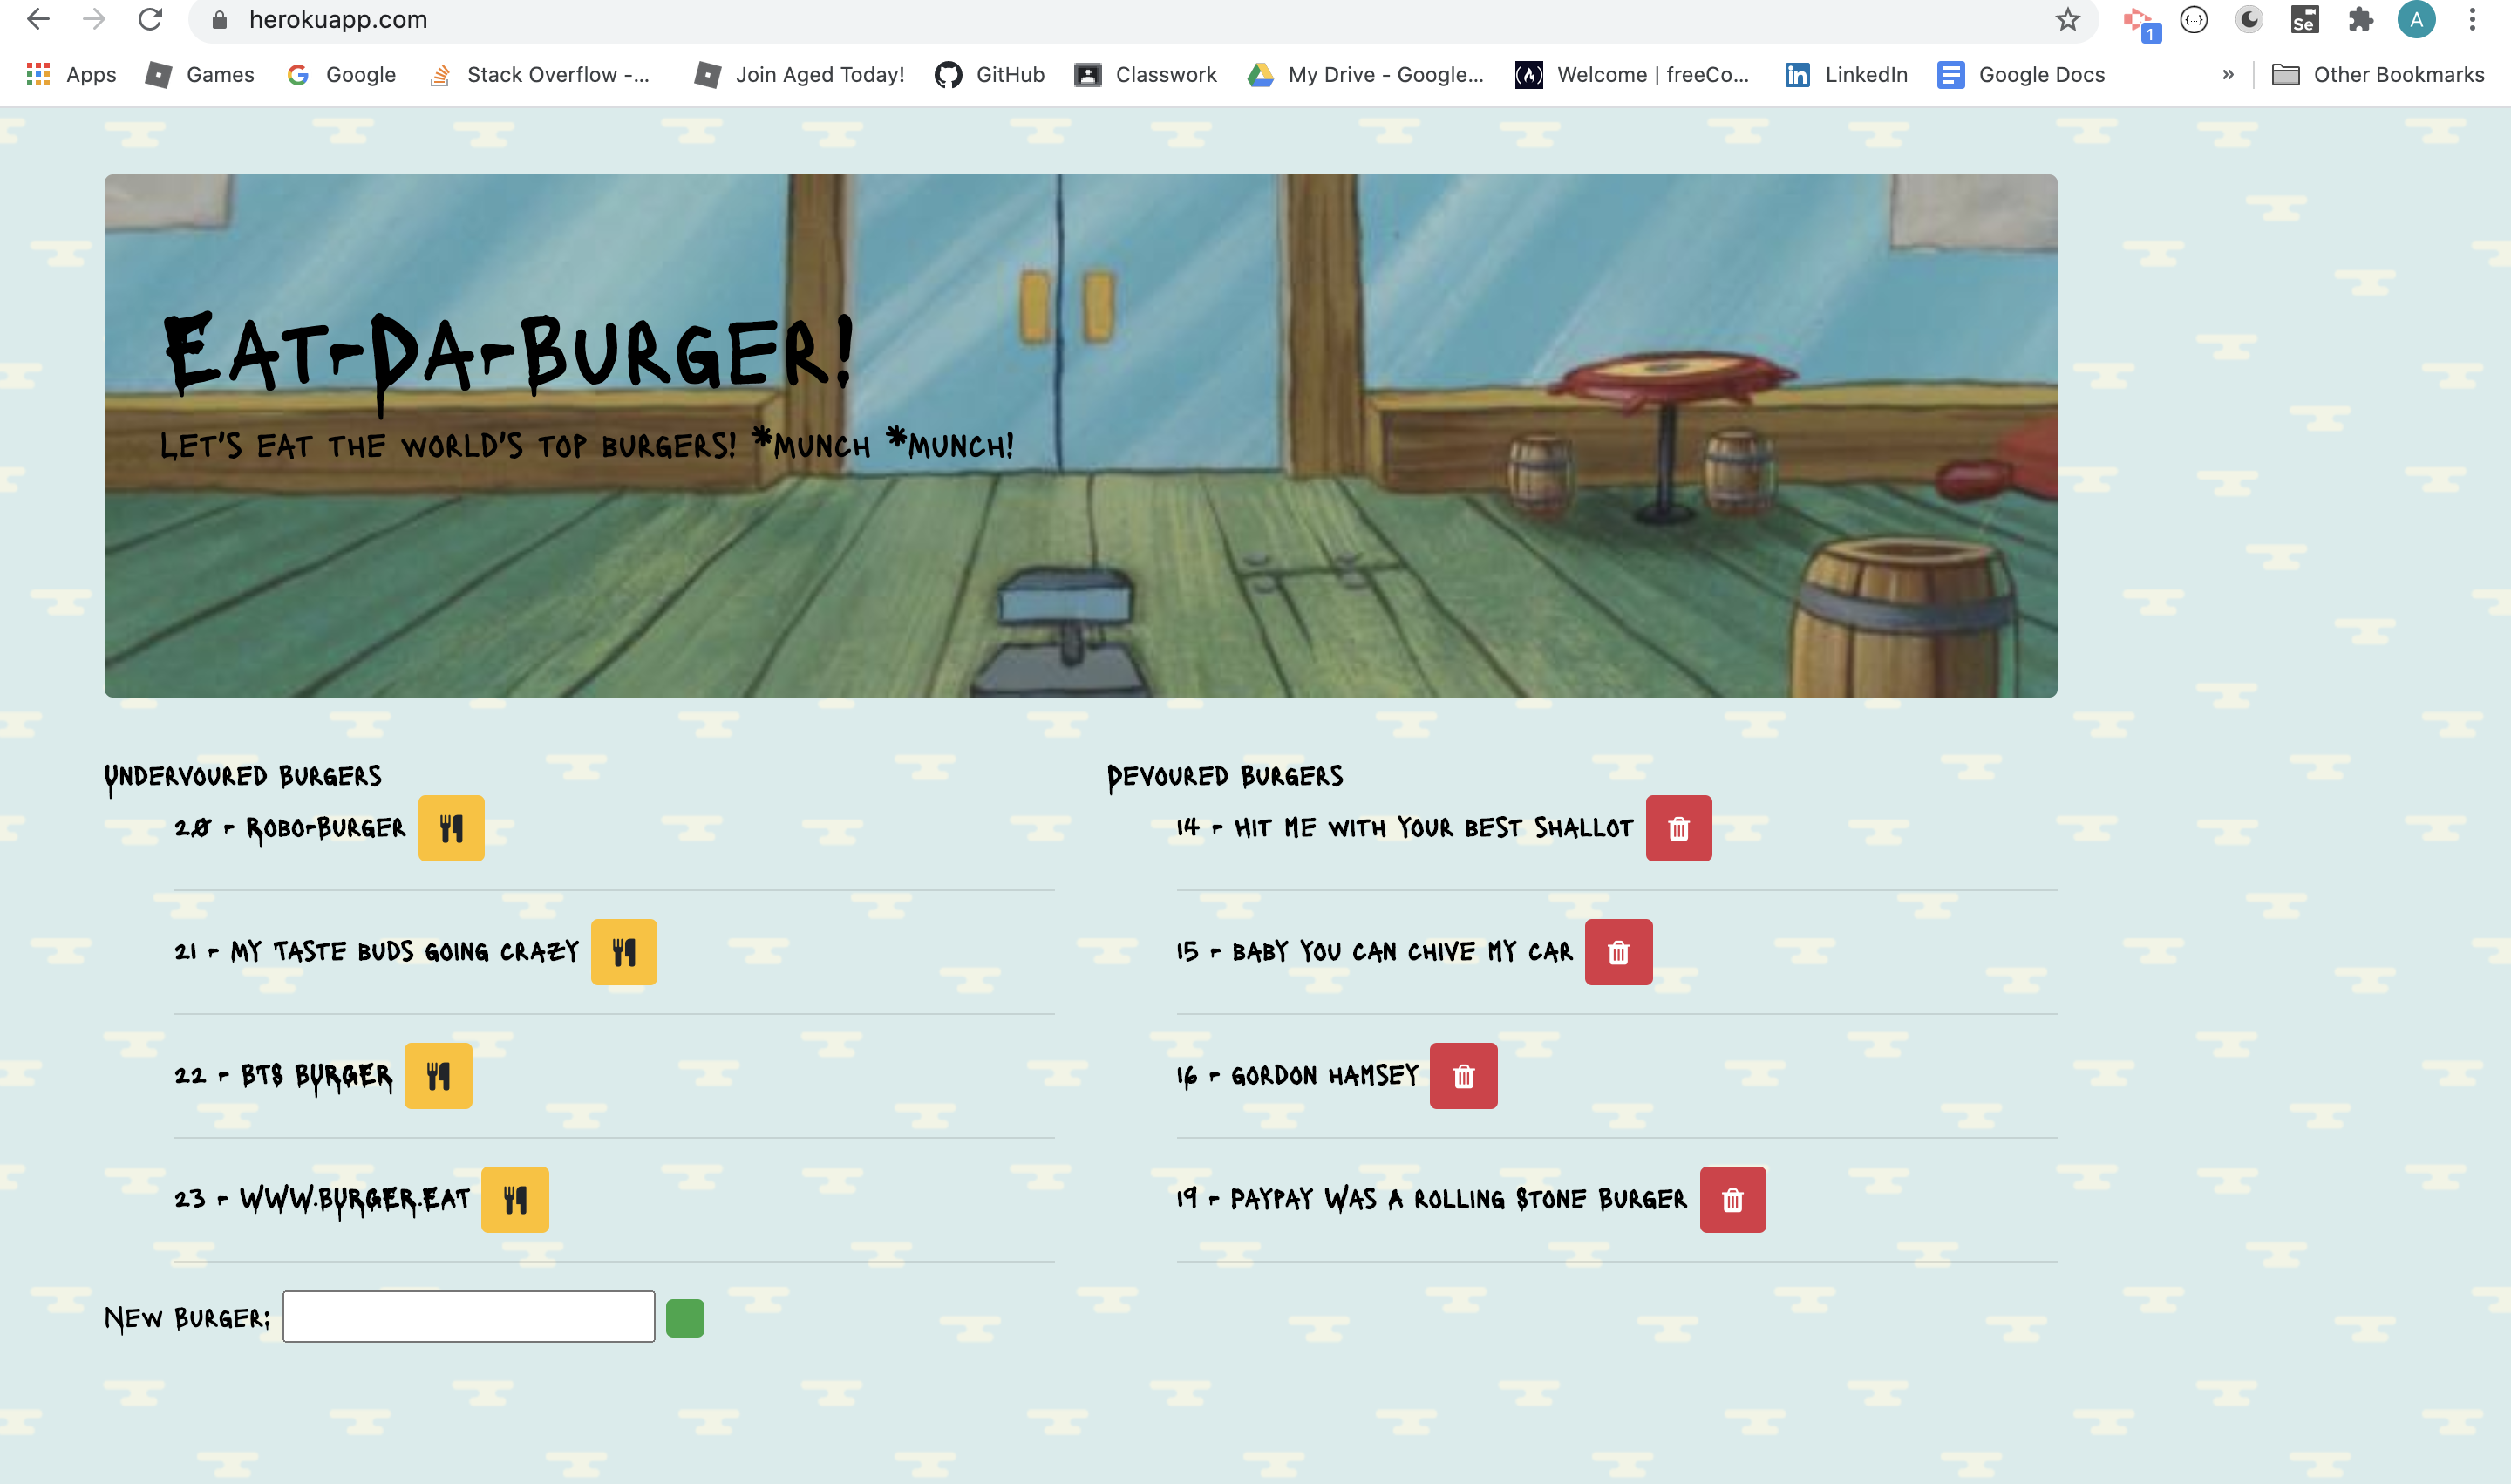 herokuapp.com
1
{...}
Se
A
Apps
Games
Google
Stack Overflow -...
Join Aged Today!
GitHub
Classwork
My Drive - Google...
Welcome | freeCo...
in
LinkedIn
Google Docs
»
Other Bookmarks
Eat-Da-Burger!
Let's eat the world's top burgers! *munch *munch!
Undervoured Burgers
20 - Robo-Burger
21 - my taste buds going crazy
22 - BTS BURGER
23 - WWW.BURGER.EAT
New Burger:
Devoured Burgers
14 - Hit me with Your best Shallot
15 - Baby You can chive my car
16 - Gordon Hamsey
19 - PayPay Was A Rolling Stone Burger